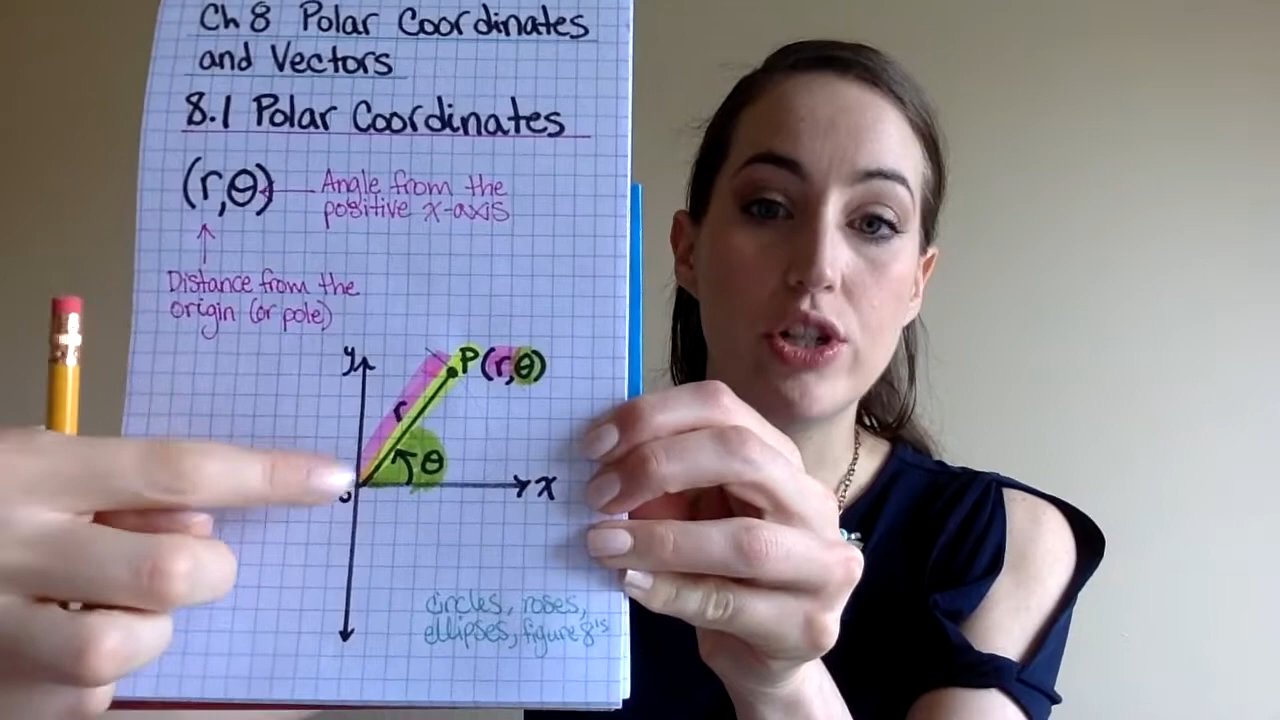 Ch 8 Polar Coordinates
and Vectors
8.1 Polar Coordinates
(r,θ)
Angle from the
positive x-axis
Distance from the
origin (or pole)
y
P(r,θ)
r
θ
x
circles, roses,
ellipses, figure 8's